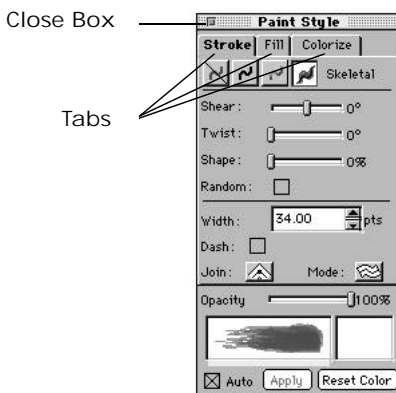 Close Box
Paint Style
Stroke Fill Colorize
Skeletal
Tabs
Shear: 0°
Twist: 0°
Shape: 0%
Random:
Width: 34.00 pts
Dash:
Join: Mode:
Opacity 100%
Auto Apply Reset Color